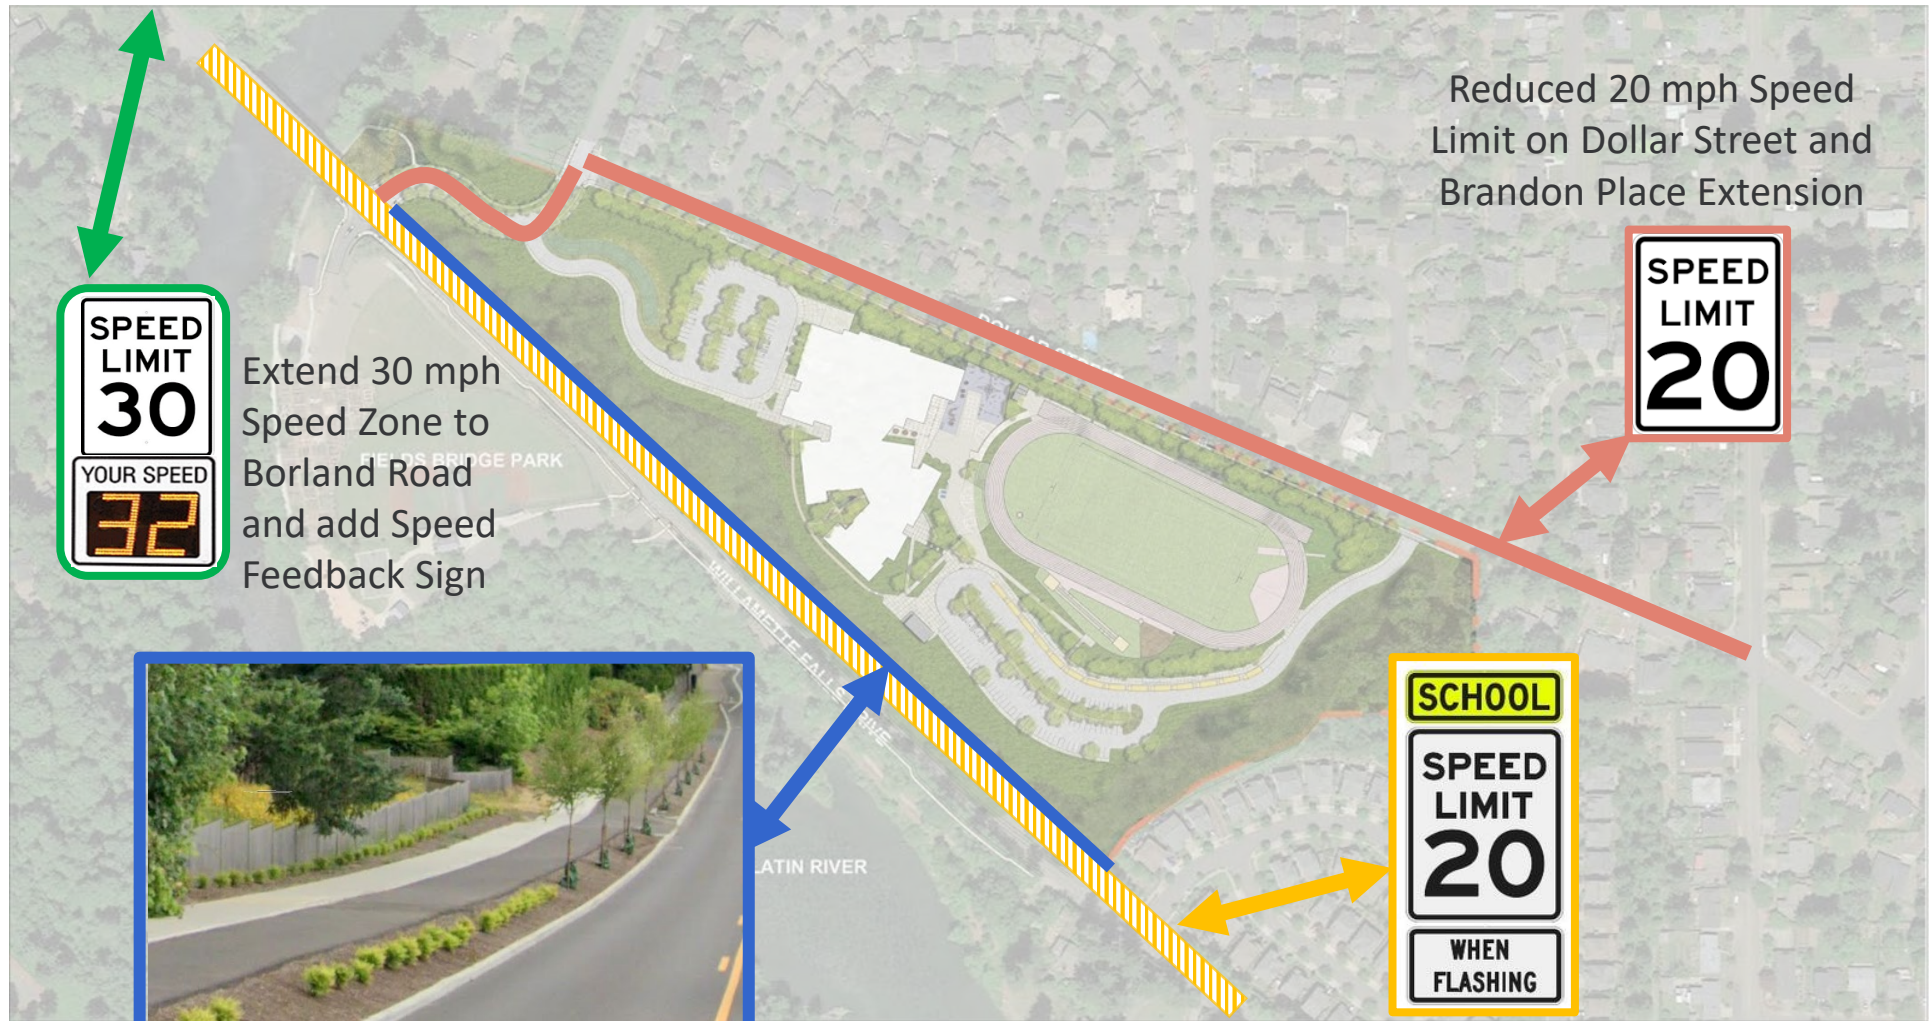 Reduced 20 mph Speed
Limit on Dollar Street and
Brandon Place Extension
SPEED
LIMIT
20
SPEED
LIMIT
30
YOUR SPEED
32
Extend 30 mph
Speed Zone to
Borland Road
and add Speed
Feedback Sign
FIELDS BRIDGE PARK
WILLAMETTE FALLS DRIVE
LATIN RIVER
SCHOOL
SPEED
LIMIT
20
WHEN
FLASHING